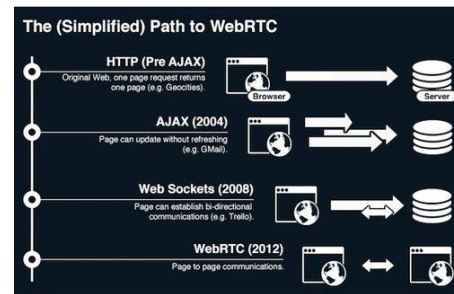 The (Simplified) Path to WebRTC
HTTP (Pre AJAX)
Original Web, one page request returns
one page (e.g. Geocities).
Browser
Server
AJAX (2004)
Page can update without refreshing
(e.g. GMail).
Web Sockets (2008)
Page can establish bi-directional
communications (e.g. Trello).
WebRTC (2012)
Page to page communications.